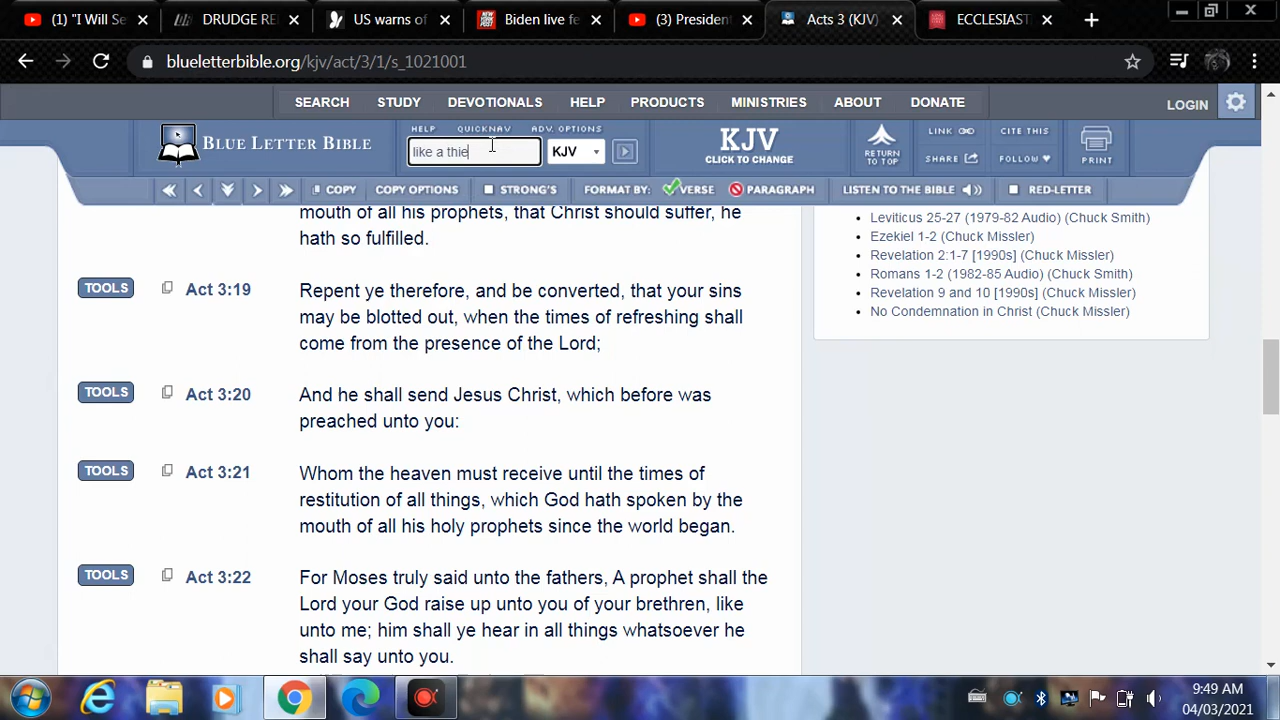 (1) "I Will Se
DRUDGE RE
US warns of
Biden live fe
(3) President
Acts 3 (KJV)
ECCLESIAST
blueletterbible.org/kjv/act/3/1/s_1021001
SEARCH STUDY DEVOTIONALS HELP PRODUCTS MINISTRIES ABOUT DONATE LOGIN
HELP QUICKNAV ADV. OPTIONS
BLUE LETTER BIBLE
like a thie
KJV
KJV
CLICK TO CHANGE
RETURN
TO TOP
LINK CITE THIS
SHARE FOLLOW
PRINT
COPY COPY OPTIONS STRONG'S FORMAT BY: VERSE PARAGRAPH LISTEN TO THE BIBLE RED-LETTER
mouth of all his prophets, that Christ should suffer, he
hath so fulfilled.
TOOLS Act 3:19 Repent ye therefore, and be converted, that your sins
may be blotted out, when the times of refreshing shall
come from the presence of the Lord;
TOOLS Act 3:20 And he shall send Jesus Christ, which before was
preached unto you:
TOOLS Act 3:21 Whom the heaven must receive until the times of
restitution of all things, which God hath spoken by the
mouth of all his holy prophets since the world began.
TOOLS Act 3:22 For Moses truly said unto the fathers, A prophet shall the
Lord your God raise up unto you of your brethren, like
unto me; him shall ye hear in all things whatsoever he
shall say unto you.
Leviticus 25-27 (1979-82 Audio) (Chuck Smith)
Ezekiel 1-2 (Chuck Missler)
Revelation 2:1-7 [1990s] (Chuck Missler)
Romans 1-2 (1982-85 Audio) (Chuck Smith)
Revelation 9 and 10 [1990s] (Chuck Missler)
No Condemnation in Christ (Chuck Missler)
9:49 AM
04/03/2021